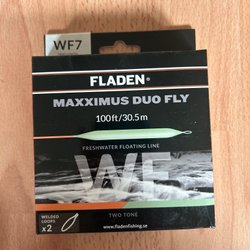 WF7
FLADEN®
MAXXIMUS DUO FLY
100ft/30.5m
FRESHWATER FLOATING LINE
WF
WELDED
LOOPS
x2
TWO TONE
www.fladenfishing.se